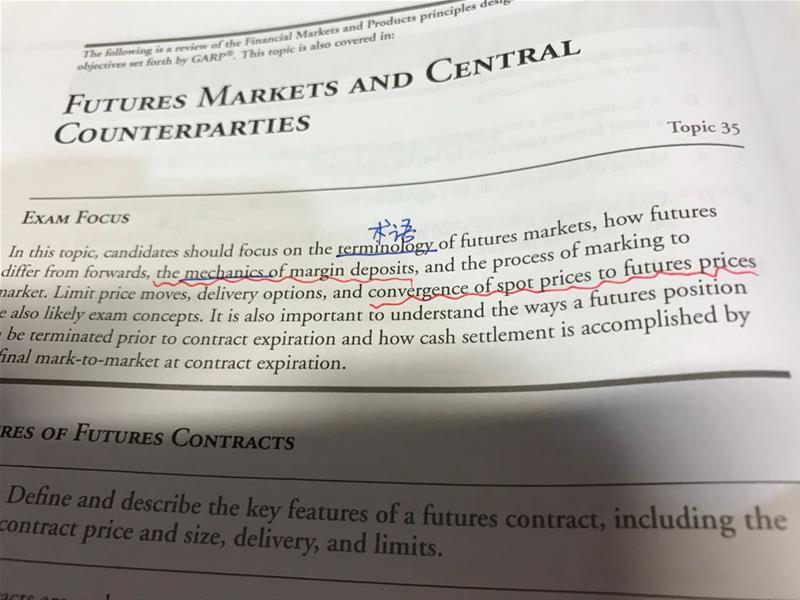 The following is a review of the Financial Markets and Products principles
objectives set forth by GARP®. This topic is also covered in:
FUTURES MARKETS AND CENTRAL
COUNTERPARTIES
Topic 35
EXAM FOCUS
术语
In this topic, candidates should focus on the terminology of futures markets, how futures
differ from forwards, the mechanics of margin deposits, and the process of marking to
market. Limit price moves, delivery options, and convergence of spot prices to futures prices
also likely exam concepts. It is also important to understand the ways a futures position
be terminated prior to contract expiration and how cash settlement is accomplished by
final mark-to-market at contract expiration.
OF FUTURES CONTRACTS
Define and describe the key features of a futures contract, including the
contract price and size, delivery, and limits.